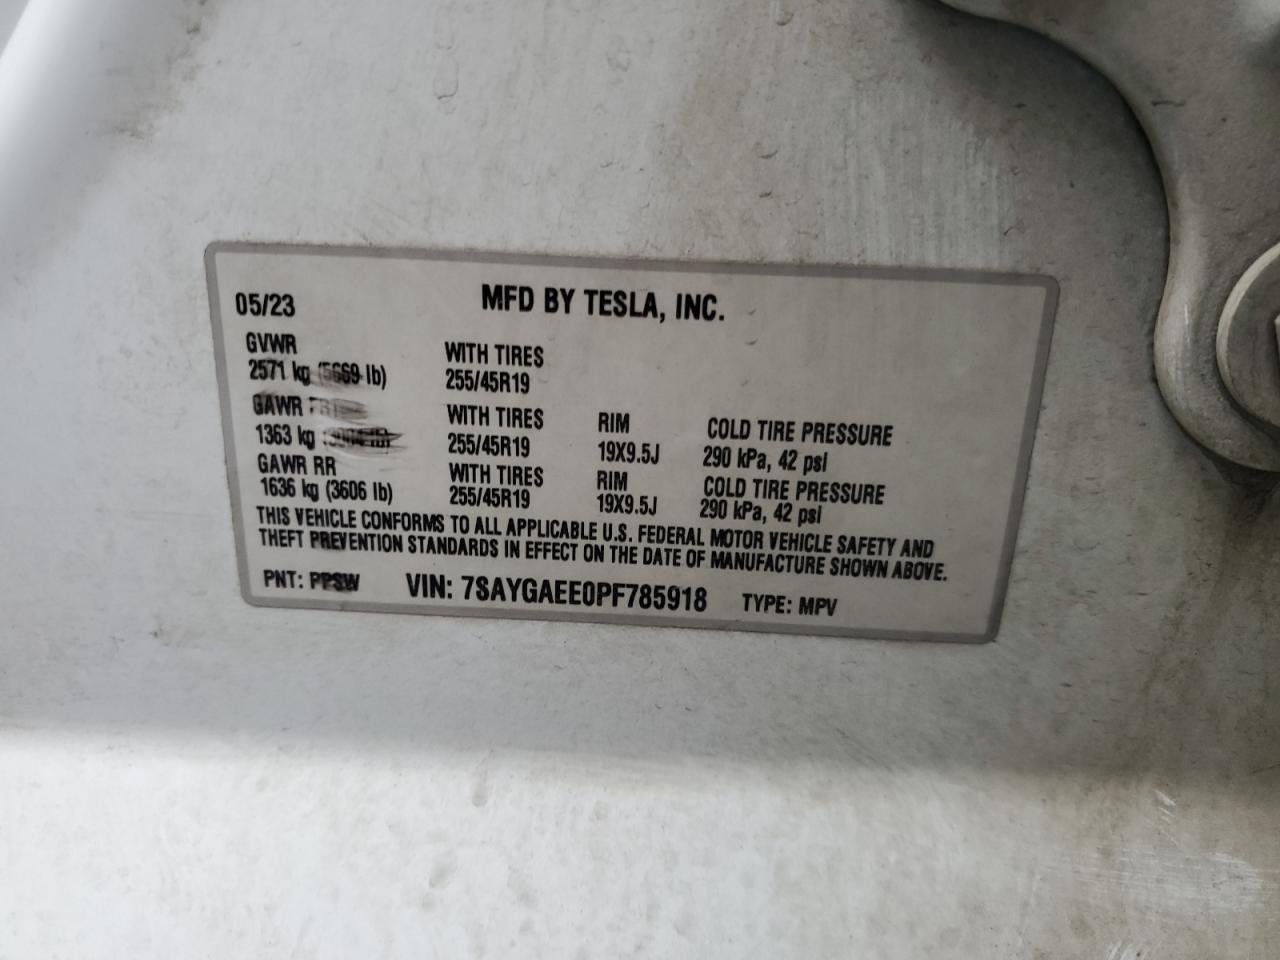 05/23 MFD BY TESLA, INC.
GVWR WITH TIRES
2571 kg (5669 lb) 255/45R19
GAWR WITH TIRES RIM COLD TIRE PRESSURE
1363 kg 255/45R19 19X9.5J 290 kPa, 42 psi
GAWR RR WITH TIRES RIM COLD TIRE PRESSURE
1636 kg (3606 lb) 255/45R19 19X9.5J 290 kPa, 42 psi
THIS VEHICLE CONFORMS TO ALL APPLICABLE U.S. FEDERAL MOTOR VEHICLE SAFETY AND
THEFT PREVENTION STANDARDS IN EFFECT ON THE DATE OF MANUFACTURE SHOWN ABOVE.
PNT: PPSW VIN: 7SAYGAEE0PF785918 TYPE: MPV